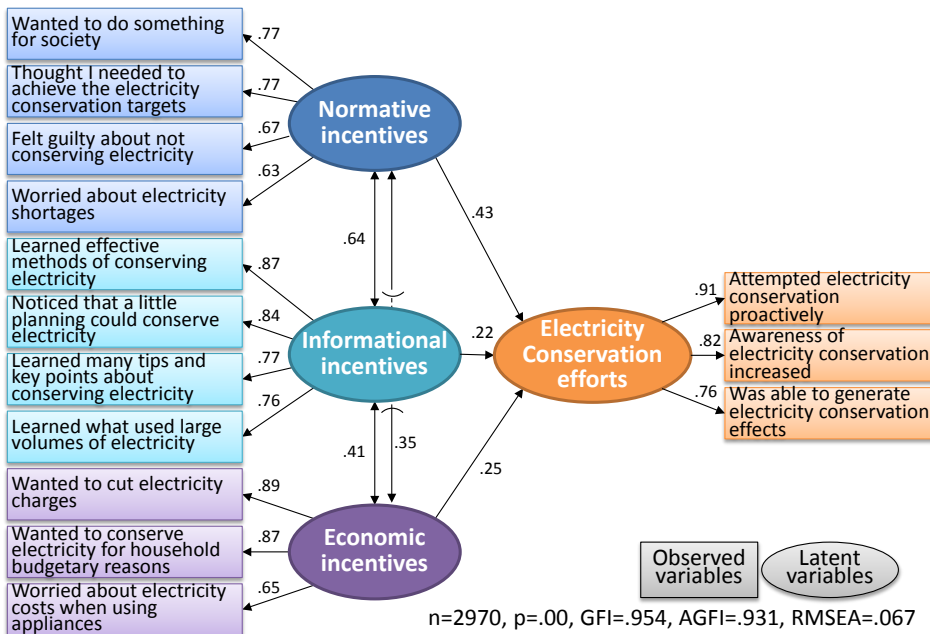 Wanted to do something
for society
.77
Thought I needed to
achieve the electricity
conservation targets
.77
Felt guilty about not
conserving electricity
.67
Worried about electricity
shortages
.63
Normative
incentives
.43
.64
Learned effective
methods of conserving
electricity
.87
Noticed that a little
planning could conserve
electricity
.84
Learned many tips and
key points about
conserving electricity
.77
Learned what used large
volumes of electricity
.76
Informational
incentives
.22
Electricity
Conservation
efforts
.91
Attempted electricity
conservation
proactively
.82
Awareness of
electricity conservation
increased
.76
Was able to generate
electricity conservation
effects
.41
.35
.25
Wanted to cut electricity
charges
.89
Wanted to conserve
electricity for household
budgetary reasons
.87
Worried about electricity
costs when using
appliances
.65
Economic
incentives
Observed
variables
Latent
variables
n=2970, p=.00, GFI=.954, AGFI=.931, RMSEA=.067